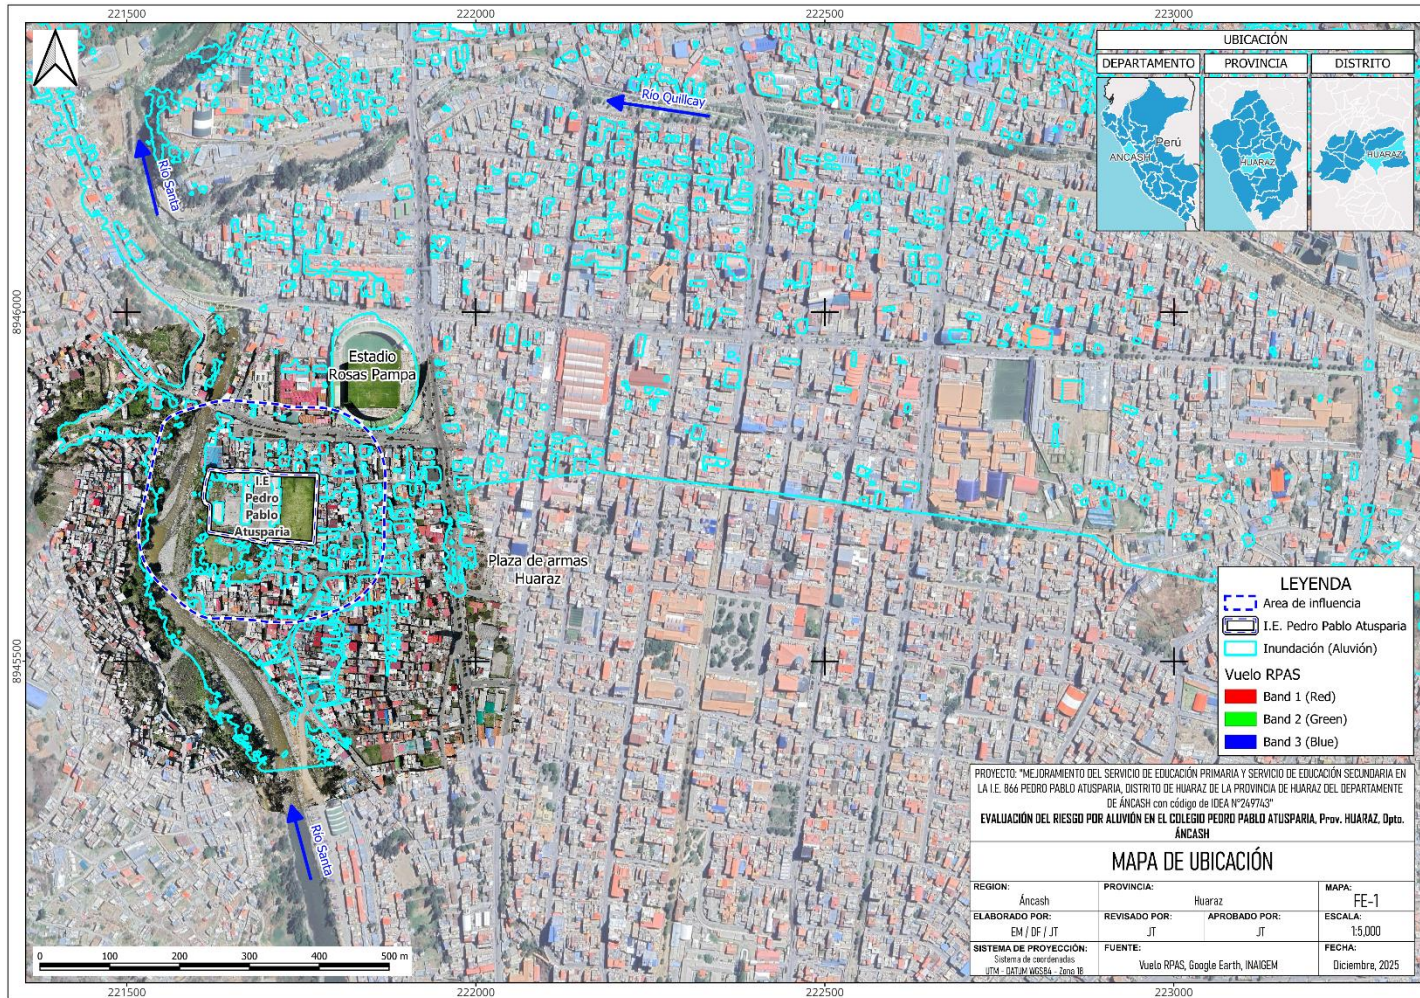 221500
222000
222500
223000
UBICACIÓN
DEPARTAMENTO
PROVINCIA
DISTRITO
Perú
ANCASH
HUARAZ
HUARAZ
Río Quillcay
Río Santa
8946000
Estadio
Rosas Pampa
I.E
Pedro
Pablo
Atusparia
Plaza de armas
Huaraz
8945500
Río Santa
LEYENDA
Area de influencia
I.E. Pedro Pablo Atusparia
Inundación (Aluvión)
Vuelo RPAS
Band 1 (Red)
Band 2 (Green)
Band 3 (Blue)
PROYECTO: "MEJORAMIENTO DEL SERVICIO DE EDUCACIÓN PRIMARIA Y SERVICIO DE EDUCACIÓN SECUNDARIA EN
LA I.E. 866 PEDRO PABLO ATUSPARIA, DISTRITO DE HUARAZ DE LA PROVINCIA DE HUARAZ DEL DEPARTAMENTE
DE ÁNCASH con código de IDEA N°249743"
EVALUACIÓN DEL RIESGO POR ALUVIÓN EN EL COLEGIO PEDRO PABLO ATUSPARIA, Prov. HUARAZ, Dpto.
ÁNCASH
MAPA DE UBICACIÓN
REGION:
Áncash
PROVINCIA:
Huaraz
MAPA:
FE-1
ELABORADO POR:
EM / DF / JT
REVISADO POR:
JT
APROBADO POR:
JT
ESCALA:
1:5,000
SISTEMA DE PROYECCIÓN:
Sistema de coordenadas
UTM - DATUM WGS84 - Zona 18
FUENTE:
Vuelo RPAS, Google Earth, INAIGEM
FECHA:
Diciembre, 2025
0 100 200 300 400 500 m
221500
222000
222500
223000